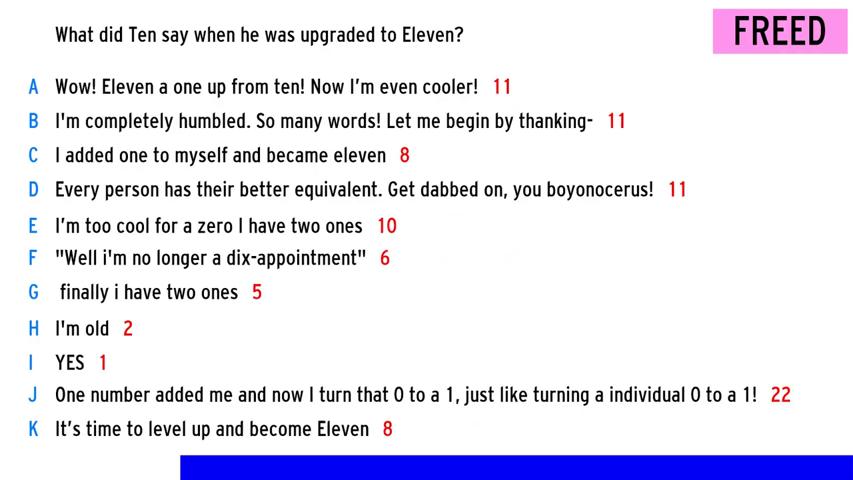 What did Ten say when he was upgraded to Eleven?
FREED
A Wow! Eleven a one up from ten! Now I'm even cooler! 11
B I'm completely humbled. So many words! Let me begin by thanking- 11
C I added one to myself and became eleven 8
D Every person has their better equivalent. Get dabbed on, you boyonocerus! 11
E I'm too cool for a zero I have two ones 10
F "Well i'm no longer a dix-appointment" 6
G finally i have two ones 5
H I'm old 2
I YES 1
J One number added me and now I turn that 0 to a 1, just like turning a individual 0 to a 1! 22
K It's time to level up and become Eleven 8